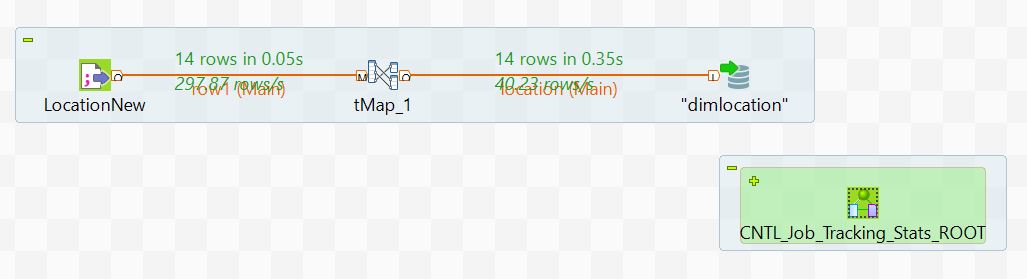 14 rows in 0.05s
297.87 rows/s
row1 (Main)
14 rows in 0.35s
40.23 rows/s
location (Main)
LocationNew
tMap_1
"dimlocation"
CNTL_Job_Tracking_Stats_ROOT